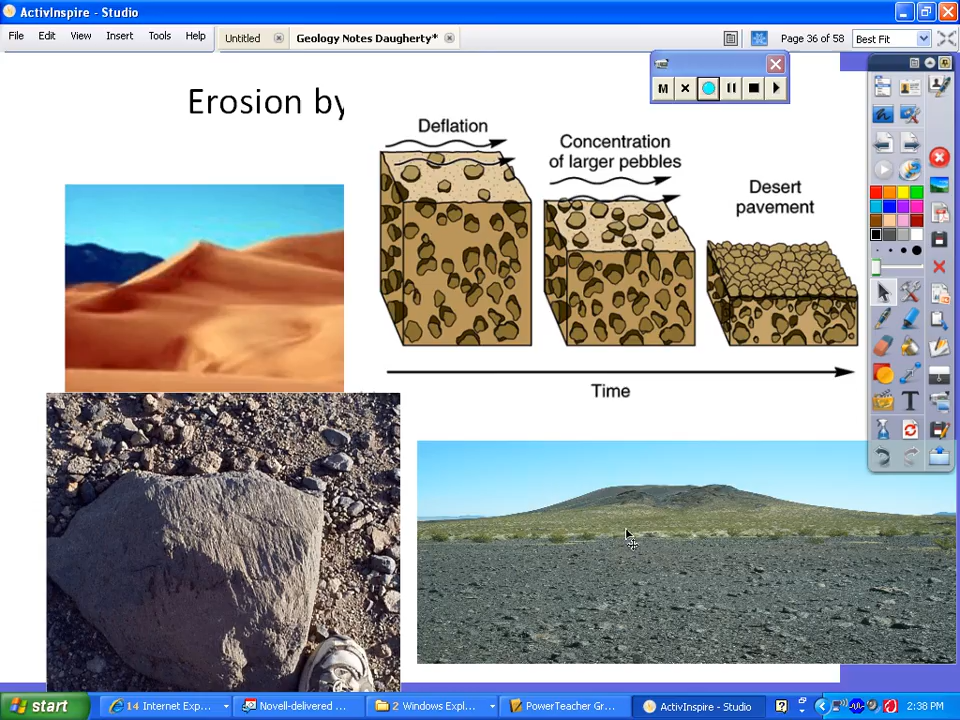 ActivInspire - Studio
File Edit View Insert Tools Help
Untitled
Geology Notes Daugherty*
Page 36 of 58
Best Fit
M
Erosion by
Deflation
Concentration
of larger pebbles
Desert
pavement
Time
T
start
14 Internet Exp...
Novell-delivered ...
2 Windows Expl...
PowerTeacher Gr...
ActivInspire - Studio
2:38 PM